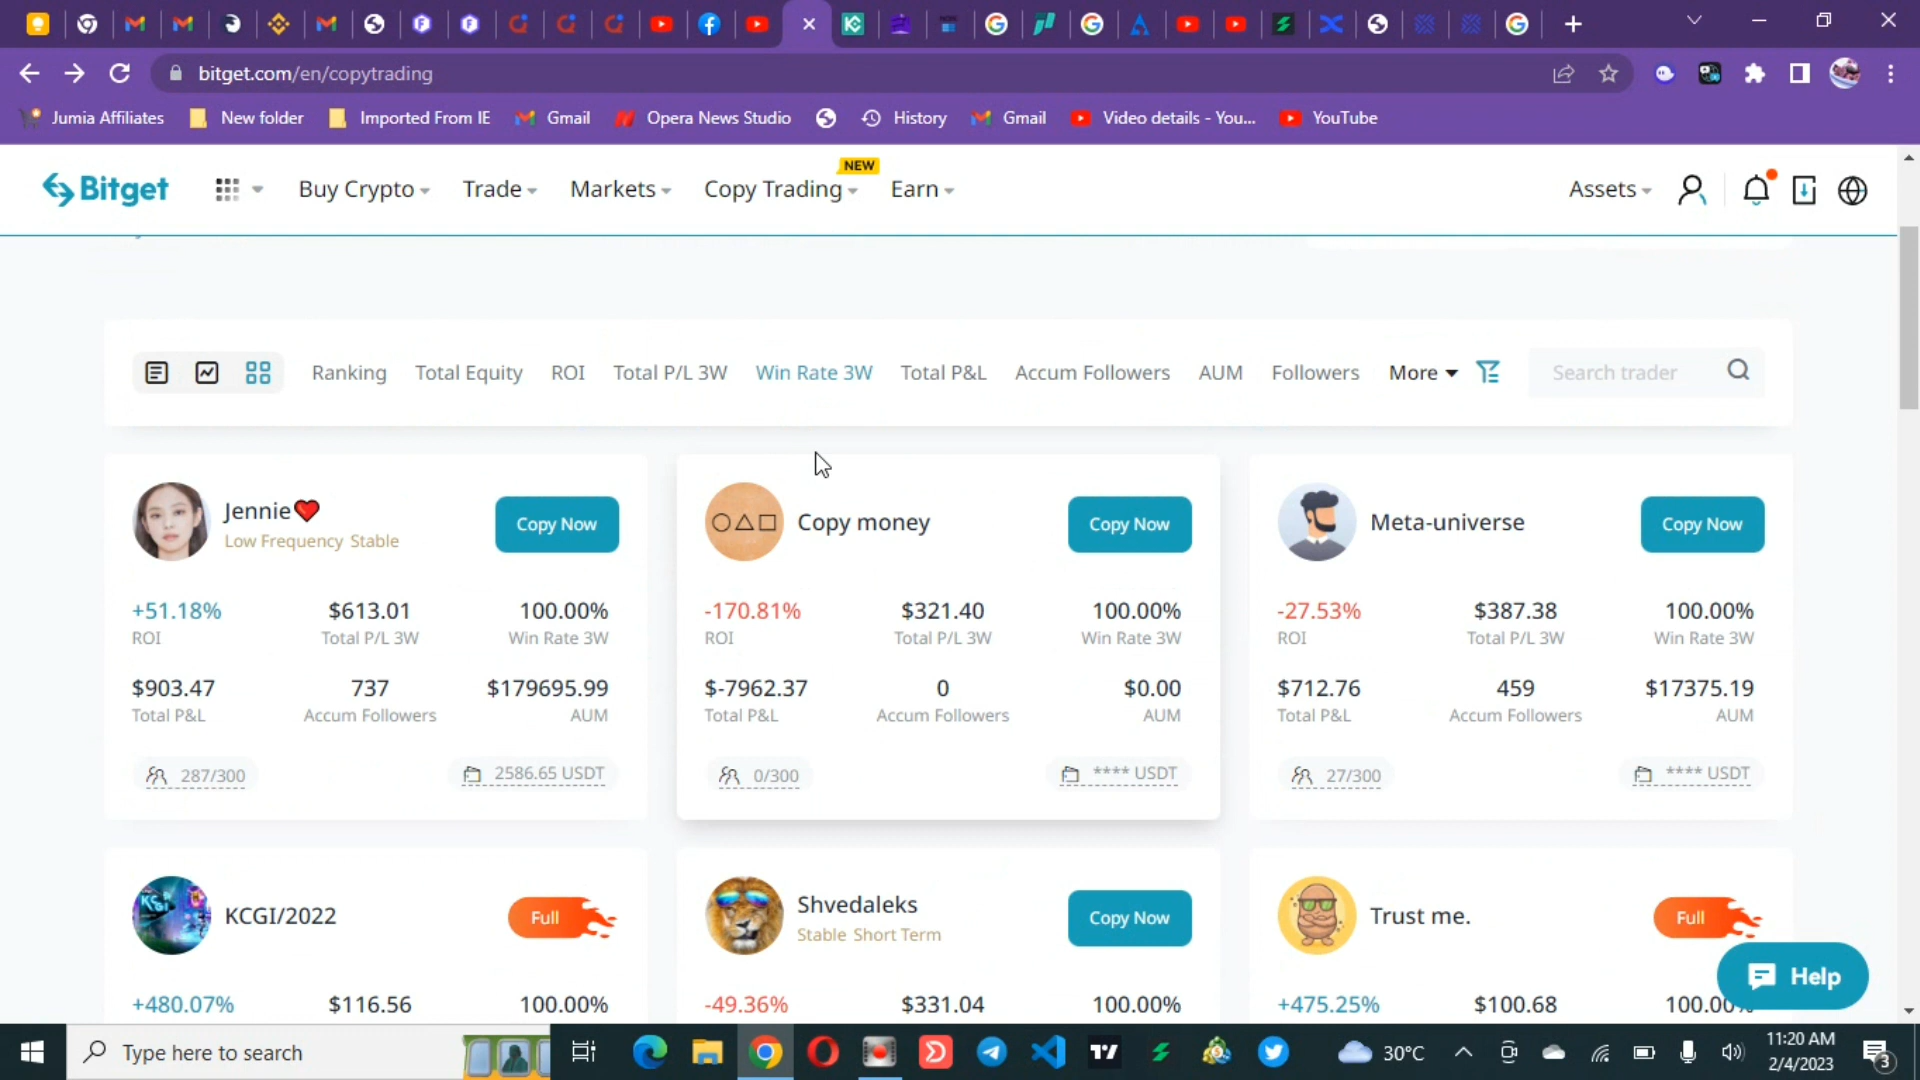 bitget.com/en/copytrading
Jumia Affiliates New folder Imported From IE Gmail Opera News Studio History Gmail Video details - You... YouTube
NEW
Bitget Buy Crypto Trade Markets Copy Trading Earn Assets
Ranking Total Equity ROI Total P/L 3W Win Rate 3W Total P&L Accum Followers AUM Followers More Search trader
Jennie❤ Copy Now
Low Frequency Stable
+51.18% $613.01 100.00%
ROI Total P/L 3W Win Rate 3W
$903.47 737 $179695.99
Total P&L Accum Followers AUM
287/300 2586.65 USDT
Copy money Copy Now
-170.81% $321.40 100.00%
ROI Total P/L 3W Win Rate 3W
$-7962.37 0 $0.00
Total P&L Accum Followers AUM
0/300 **** USDT
Meta-universe Copy Now
-27.53% $387.38 100.00%
ROI Total P/L 3W Win Rate 3W
$712.76 459 $17375.19
Total P&L Accum Followers AUM
27/300 **** USDT
KCGI/2022 Full
KCGI
+480.07% $116.56 100.00%
Shvedaleks Copy Now
Stable Short Term
-49.36% $331.04 100.00%
Trust me. Full
+475.25% $100.68 100.00%
Help
Type here to search 30°C 11:20 AM
2/4/2023 3